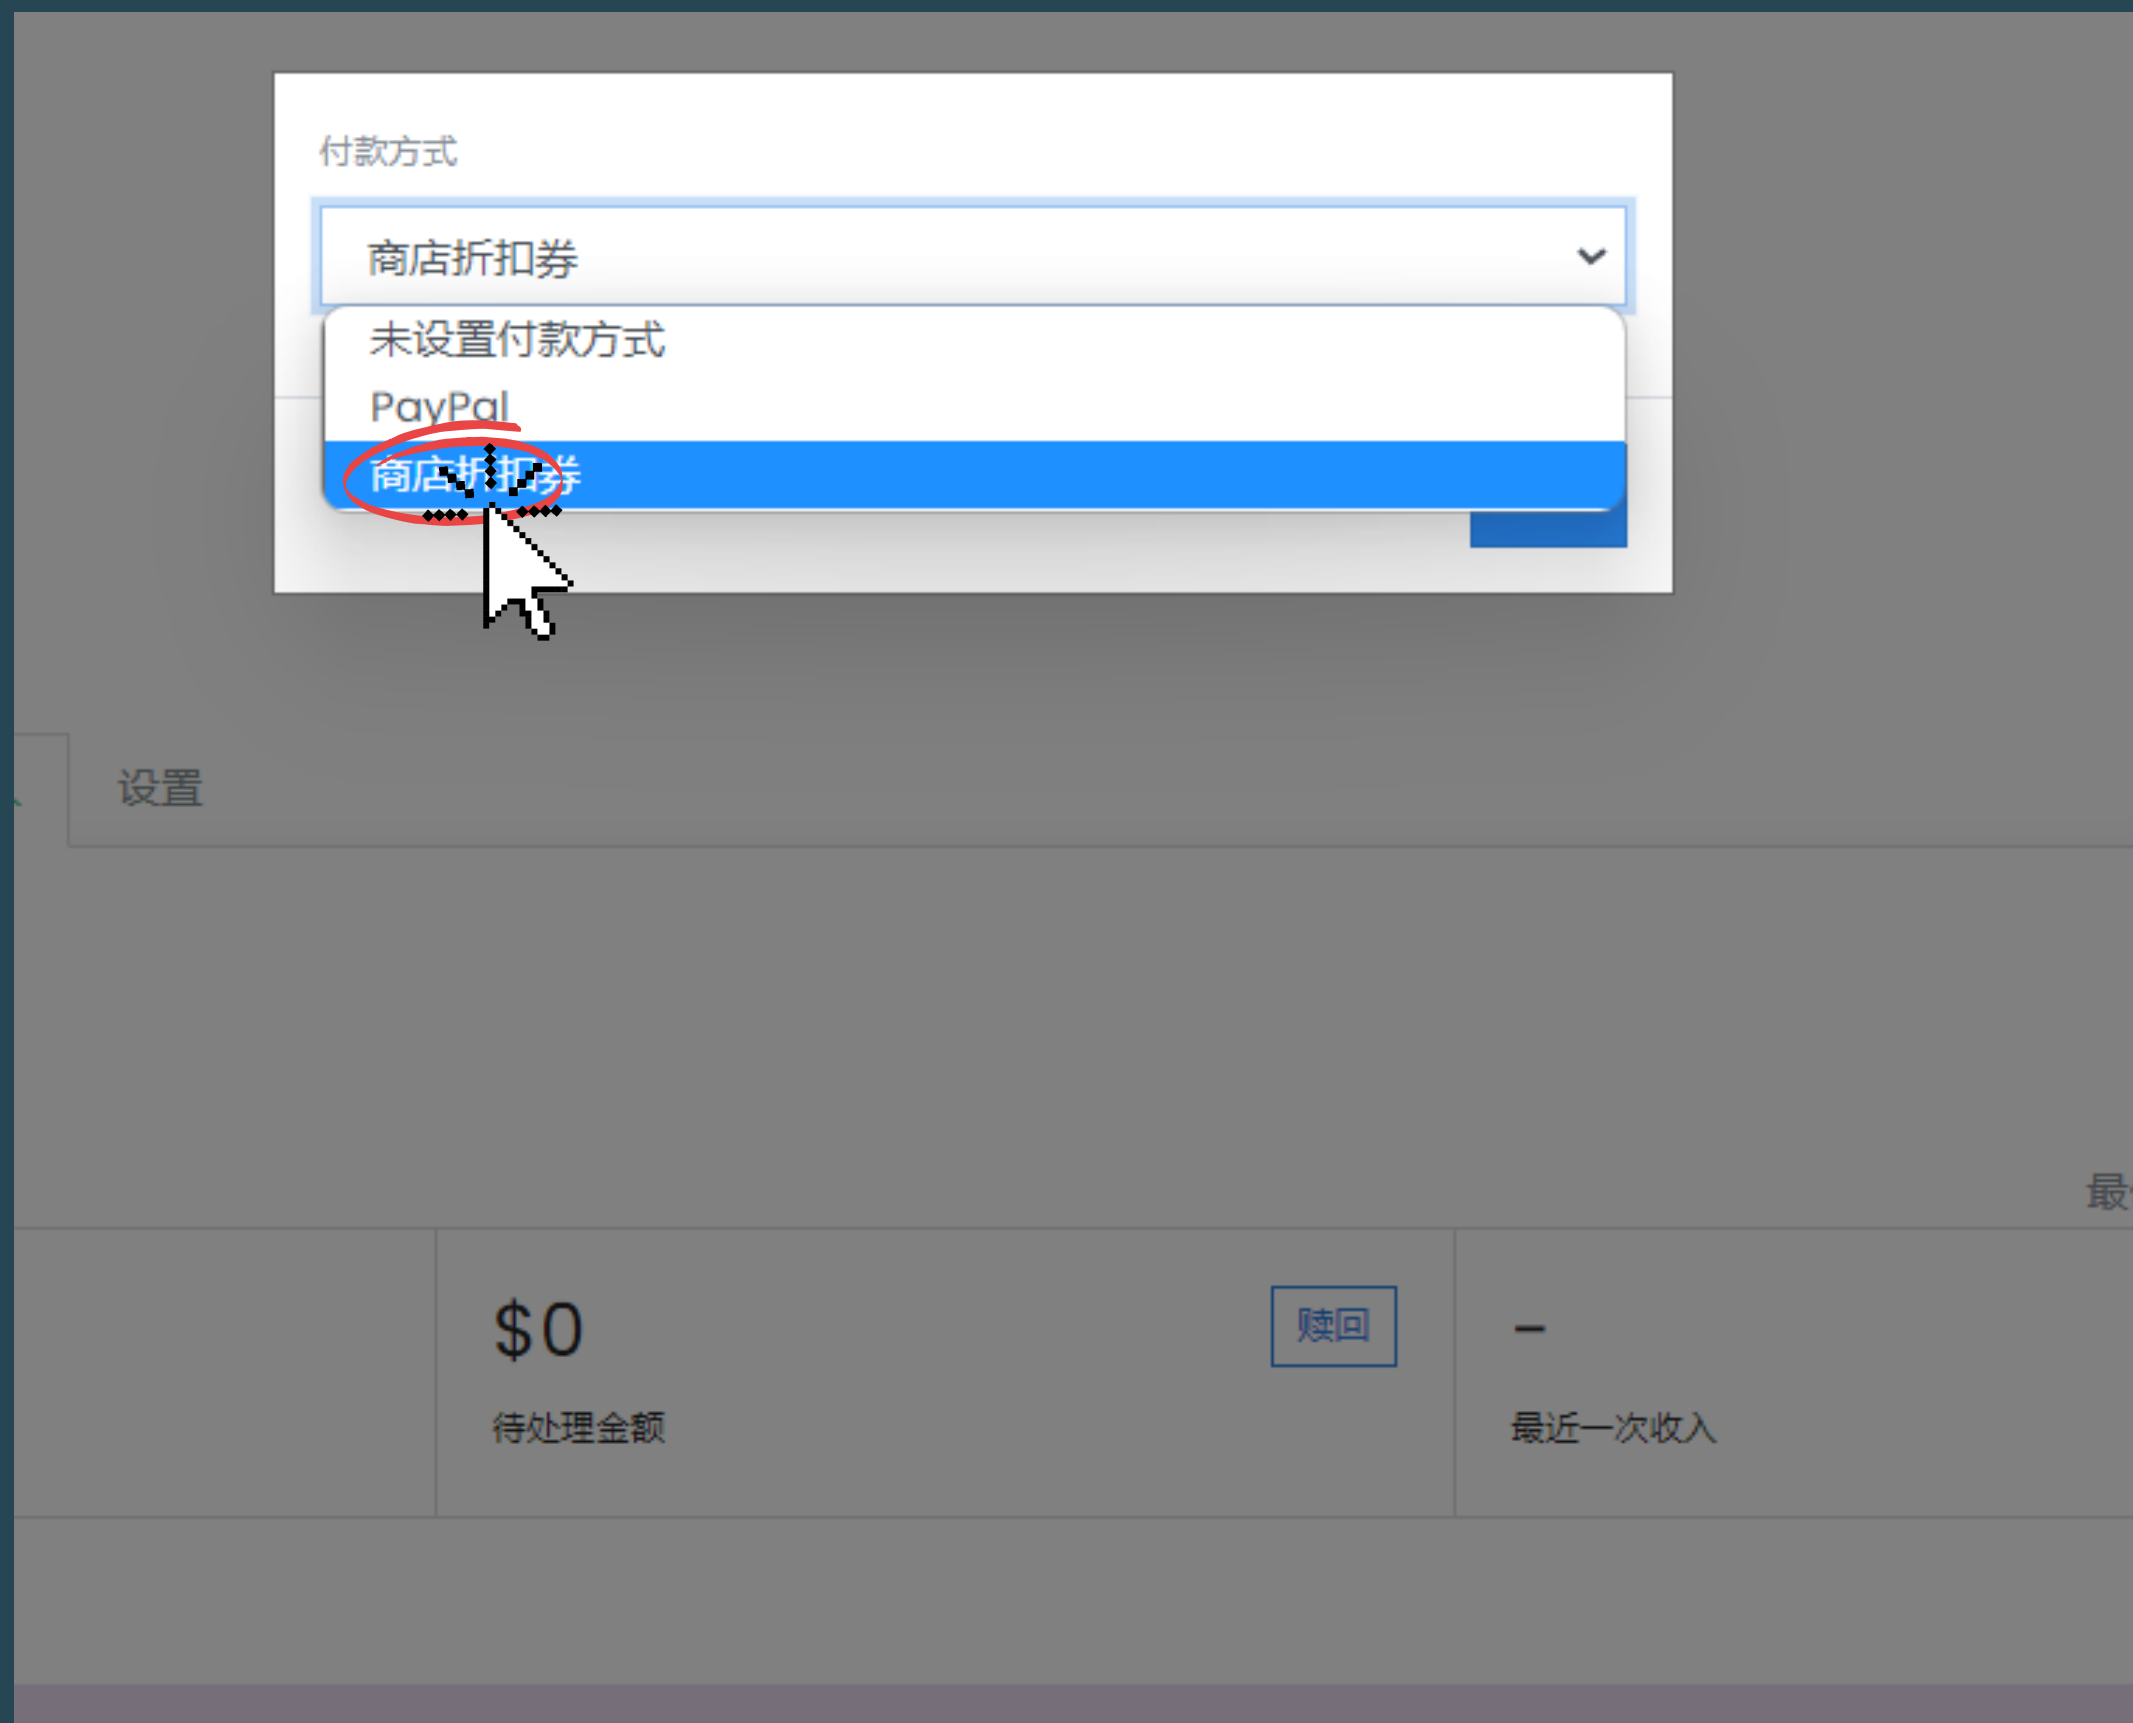 付款方式
商店折扣券
未设置付款方式
PayPal
商店折扣券
设置
最
$0
赎回
–
待处理金额
最近一次收入